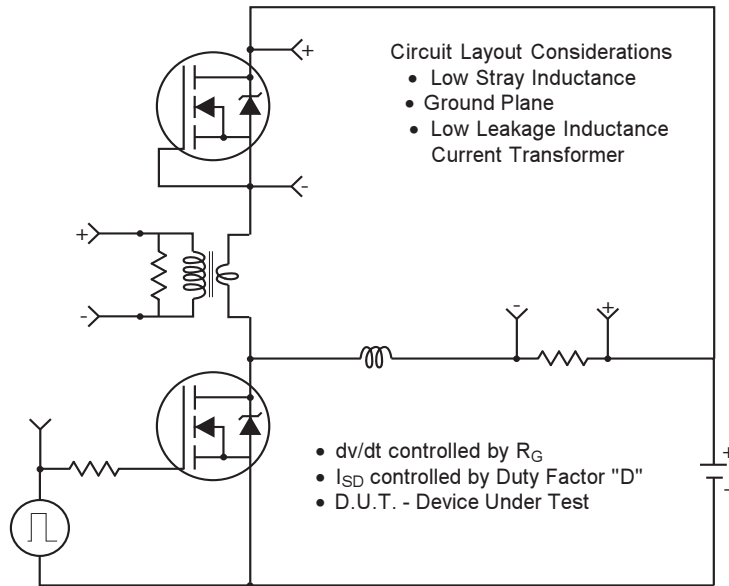 +
Circuit Layout Considerations
• Low Stray Inductance
• Ground Plane
• Low Leakage Inductance
Current Transformer
-
+
-
- +
• dv/dt controlled by RG
• ISD controlled by Duty Factor "D"
• D.U.T. - Device Under Test
+
-